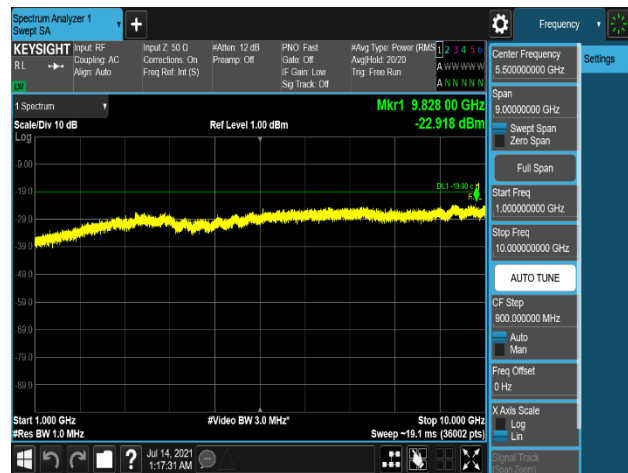 Spectrum Analyzer 1
Swept SA
Frequency
KEYSIGHT
Input: RF
Input Z: 50 Ω
#Atten: 12 dB
PNO: Fast
#Avg Type: Power (RMS
1 2 3 4 5 6
RL
Coupling: AC
Corrections: On
Preamp: Off
Gate: Off
Avg|Hold: 20/20
A W W W W W
Align: Auto
Freq Ref: Int (S)
IF Gain: Low
Trig: Free Run
Sig Track: Off
A N N N N N
Center Frequency
5.500000000 GHz
Settings
Span
9.00000000 GHz
Swept Span
Zero Span
Full Span
Start Freq
1.000000000 GHz
Stop Freq
10.000000000 GHz
AUTO TUNE
CF Step
900.000000 MHz
Auto
Man
Freq Offset
0 Hz
X Axis Scale
Log
Lin
Signal Track
(Span Zoom)
1 Spectrum
Mkr1 9.828 00 GHz
Scale/Div 10 dB
Ref Level 1.00 dBm
-22.918 dBm
Log
-9.00
-19.0
-29.0
-39.0
-49.0
-59.0
-69.0
-79.0
-89.0
DL1 -19.00
Start 1.000 GHz
#Video BW 3.0 MHz*
Stop 10.000 GHz
#Res BW 1.0 MHz
Sweep ~19.1 ms (36002 pts)
Jul 14, 2021
1:17:31 AM